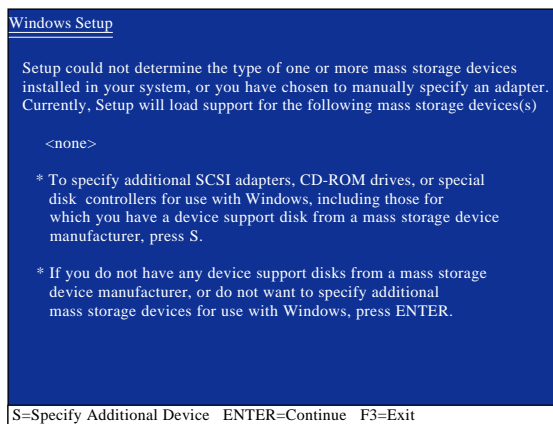 Windows Setup
Setup could not determine the type of one or more mass storage devices
installed in your system, or you have chosen to manually specify an adapter.
Currently, Setup will load support for the following mass storage devices(s)
<none>
* To specify additional SCSI adapters, CD-ROM drives, or special
disk controllers for use with Windows, including those for
which you have a device support disk from a mass storage device
manufacturer, press S.
* If you do not have any device support disks from a mass storage
device manufacturer, or do not want to specify additional
mass storage devices for use with Windows, press ENTER.
S=Specify Additional Device ENTER=Continue F3=Exit